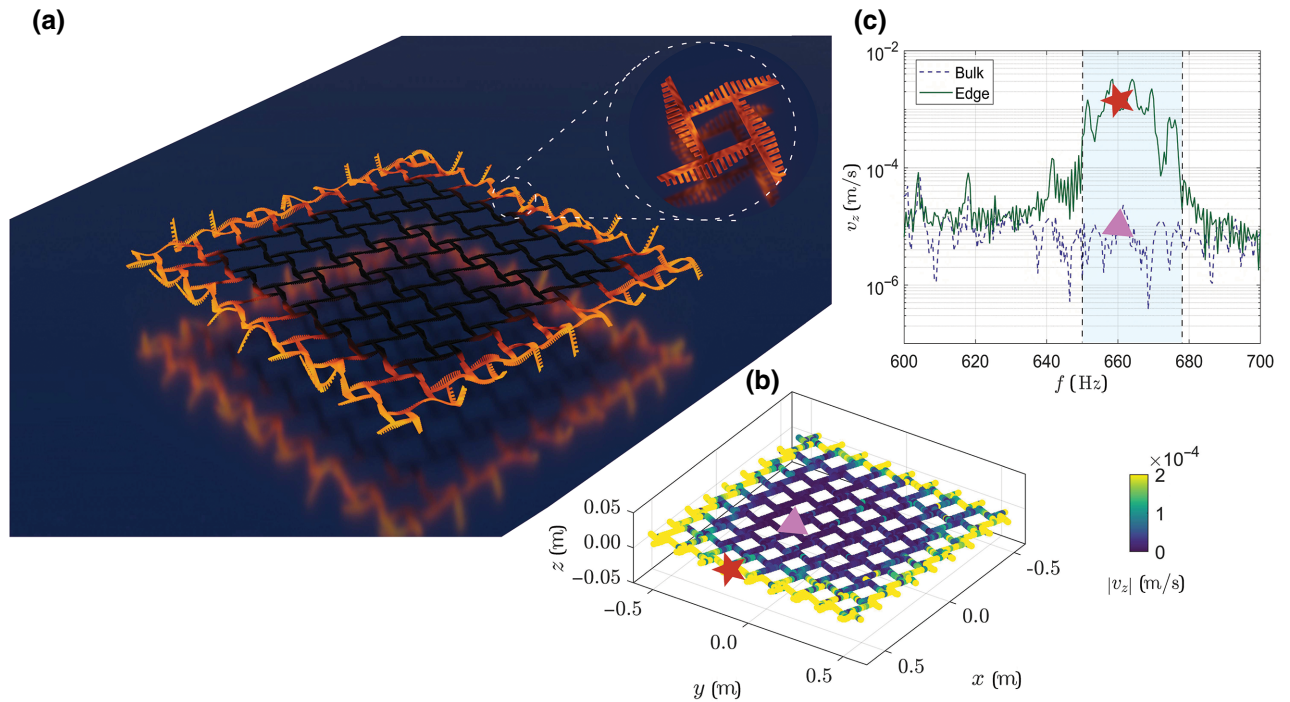 (a)
(c)
10⁻²
10⁻⁴
10⁻⁶
v_z (m/s)
Bulk
Edge
600
620
640
660
680
700
f (Hz)
(b)
0.05
0.00
−0.05
z (m)
-0.5
0.0
0.5
y (m)
-0.5
0.0
0.5
x (m)
×10⁻⁴
2
1
0
|v_z| (m/s)